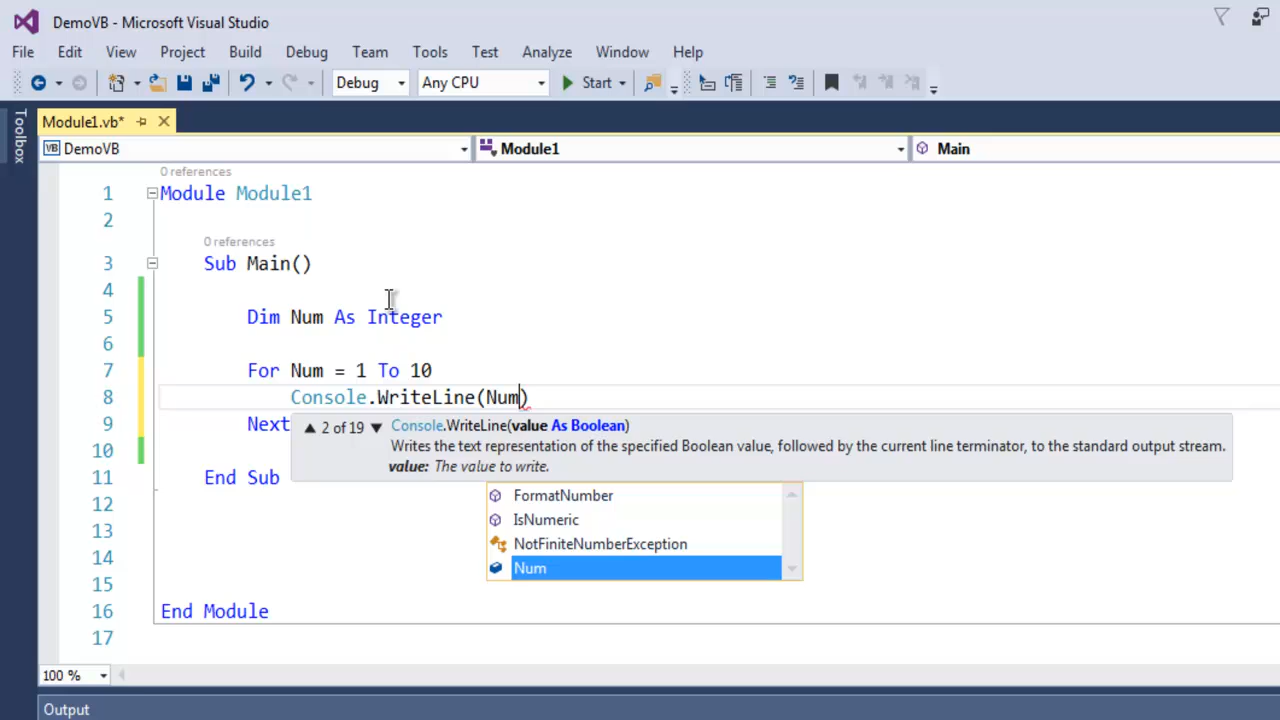 DemoVB - Microsoft Visual Studio
File Edit View Project Build Debug Team Tools Test Analyze Window Help
Debug Any CPU Start
Toolbox
Module1.vb*
VB DemoVB Module1 Main
0 references
1 Module Module1
2
0 references
3 Sub Main()
4
5 Dim Num As Integer
6
7 For Num = 1 To 10
8 Console.WriteLine(Num)
9 Next
10
11 End Sub
12
13
14
15
16 End Module
17
2 of 19 Console.WriteLine(value As Boolean)
Writes the text representation of the specified Boolean value, followed by the current line terminator, to the standard output stream.
value: The value to write.
FormatNumber
IsNumeric
NotFiniteNumberException
Num
100 %
Output